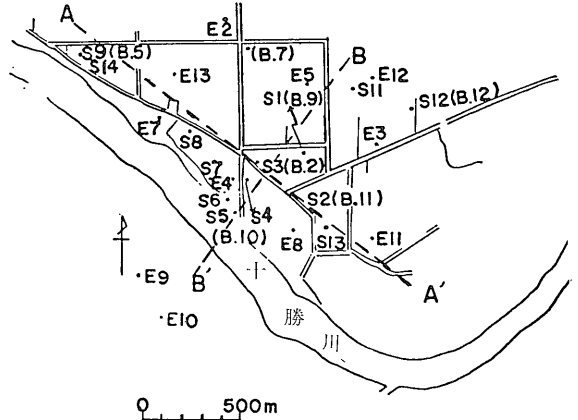 A
E2
S9(B.5)
S14
E13
(B.7)
E5
B
S1(B.9)
E12
S11
S12(B.12)
E7
S8
S3(B.2)
E3
S7
E4
S6
S5
(B.10)
S4
S2(B.11)
E8
S13
E11
E9
B'
A'
E10
十
勝
川
0 500m